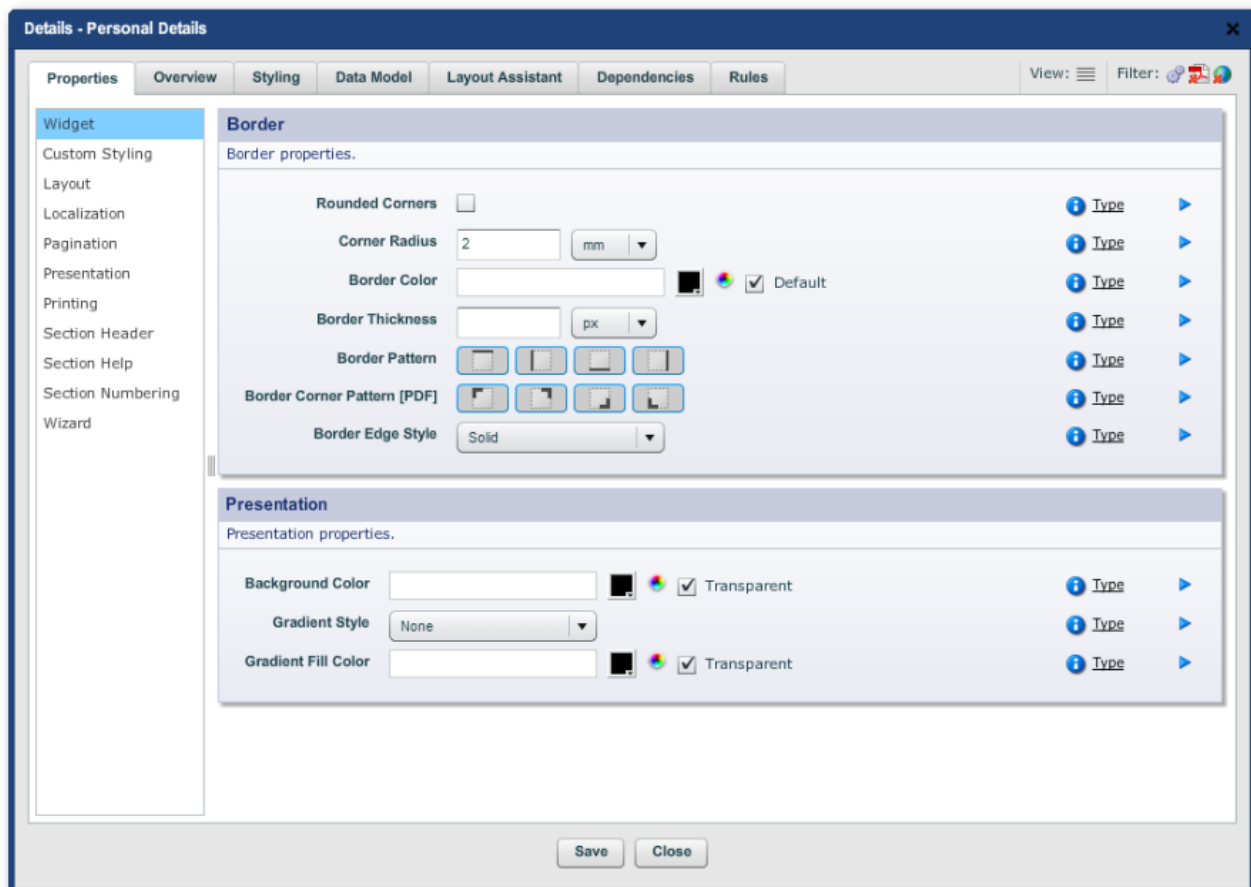 Details - Personal Details
Properties Overview Styling Data Model Layout Assistant Dependencies Rules View: Filter:
Widget
Custom Styling
Layout
Localization
Pagination
Presentation
Printing
Section Header
Section Help
Section Numbering
Wizard
Border
Border properties.
Rounded Corners Type
Corner Radius 2 mm Type
Border Color Default Type
Border Thickness px Type
Border Pattern Type
Border Corner Pattern [PDF] Type
Border Edge Style Solid Type
Presentation
Presentation properties.
Background Color Transparent Type
Gradient Style None Type
Gradient Fill Color Transparent Type
Save Close